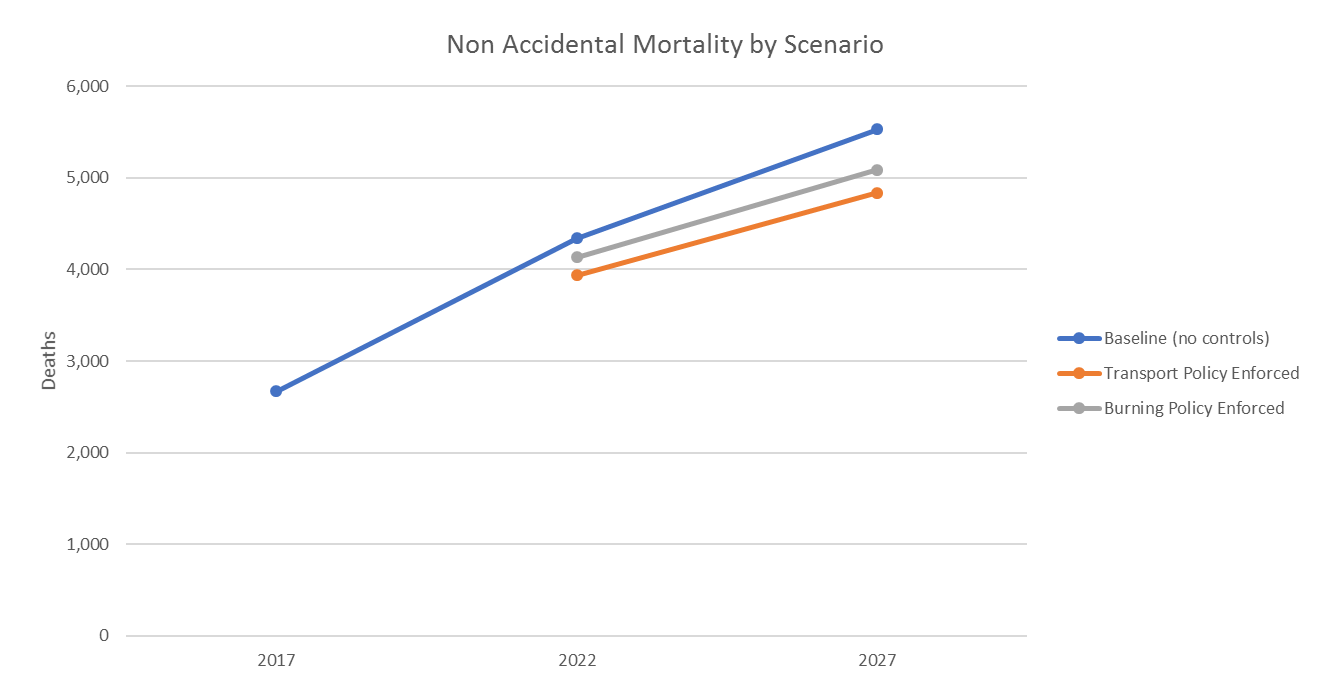 Non Accidental Mortality by Scenario
6,000
5,000
4,000
3,000
2,000
1,000
0
Deaths
2017
2022
2027
Baseline (no controls)
Transport Policy Enforced
Burning Policy Enforced